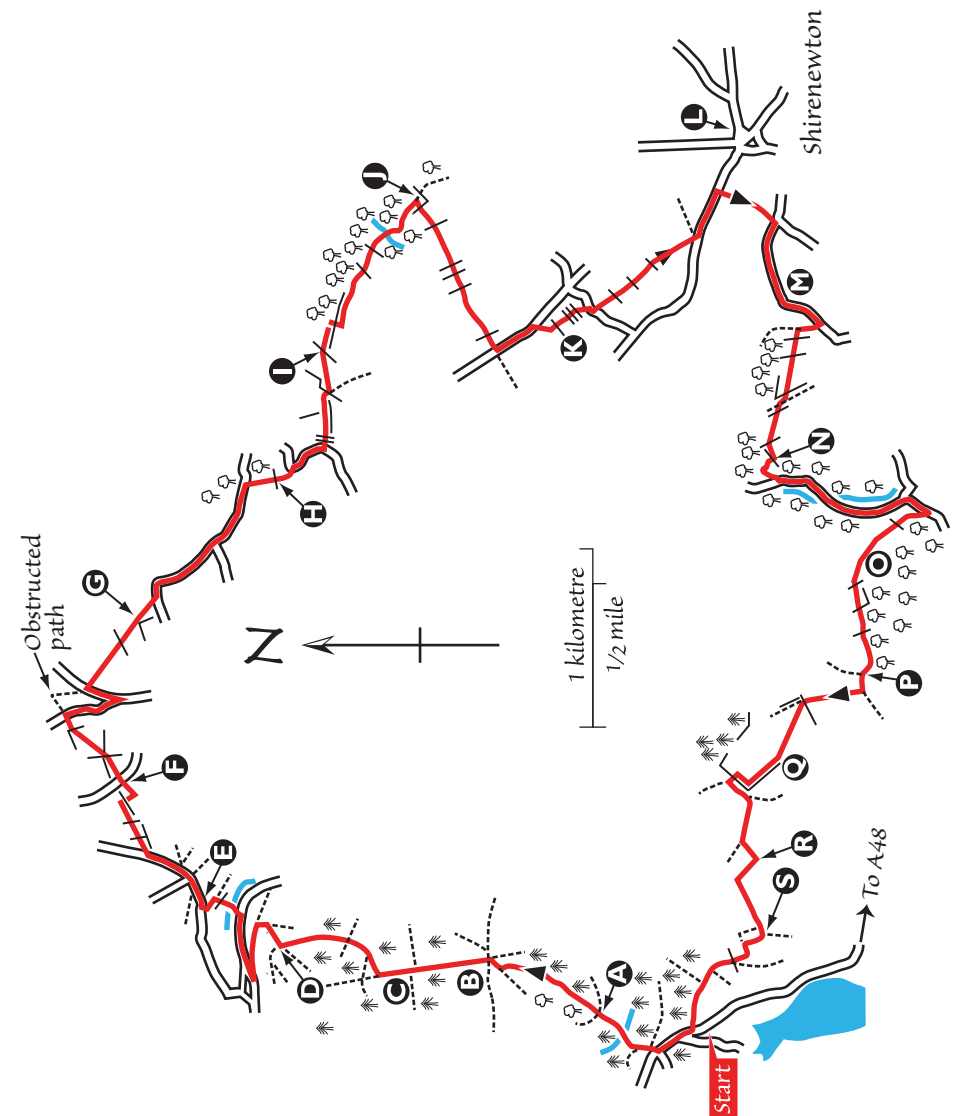 Obstructed
path
G
F
E
D
C
B
A
Start
H
I
J
K
L
Shirenewton
M
N
O
P
Q
R
S
To A48
N
1 kilometre
1/2 mile